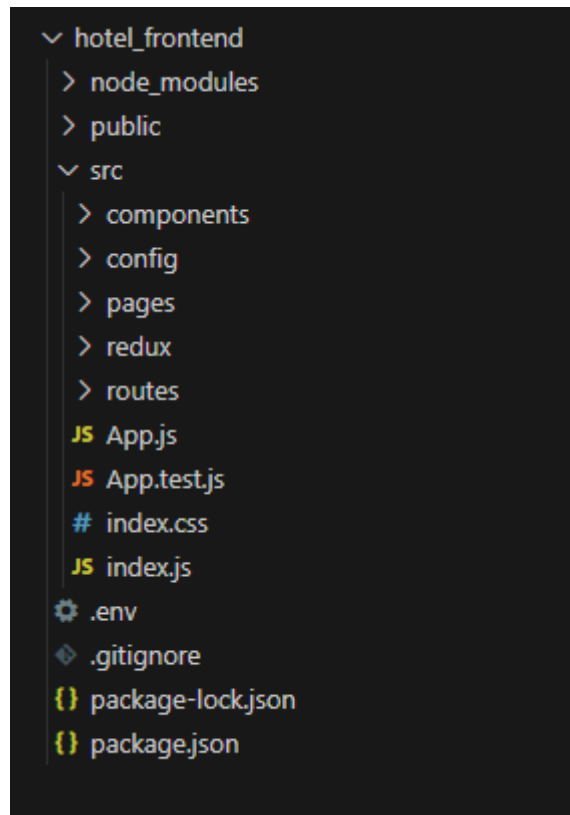 hotel_frontend
node_modules
public
src
components
config
pages
redux
routes
JS App.js
JS App.test.js
# index.css
JS index.js
.env
.gitignore
{} package-lock.json
{} package.json